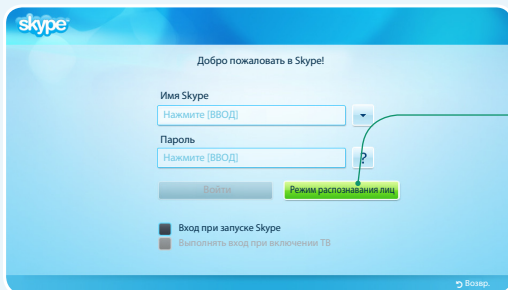 skype
Добро пожаловать в Skype!
Имя Skype
Нажмите [ВВОД]
Пароль
Нажмите [ВВОД]
?
Войти
Режим распознавания лиц
Вход при запуске Skype
Выполнять вход при включении ТВ
Возвр.